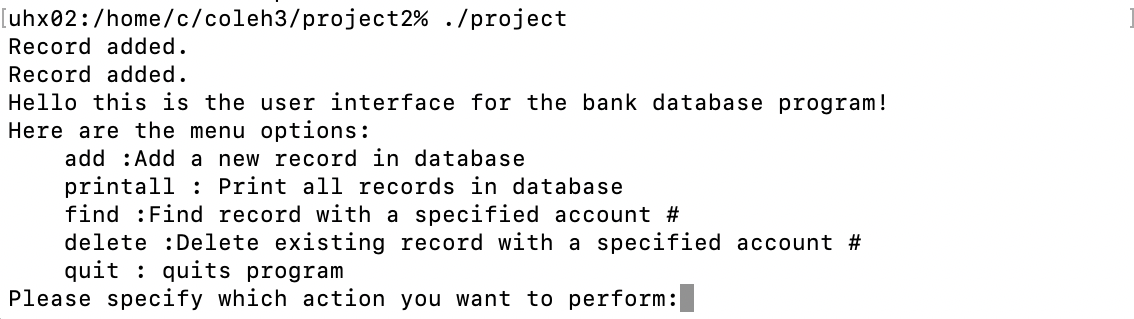 [uhx02:/home/c/coleh3/project2% ./project ]
Record added.
Record added.
Hello this is the user interface for the bank database program!
Here are the menu options:
    add :Add a new record in database
    printall : Print all records in database
    find :Find record with a specified account #
    delete :Delete existing record with a specified account #
    quit : quits program
Please specify which action you want to perform: